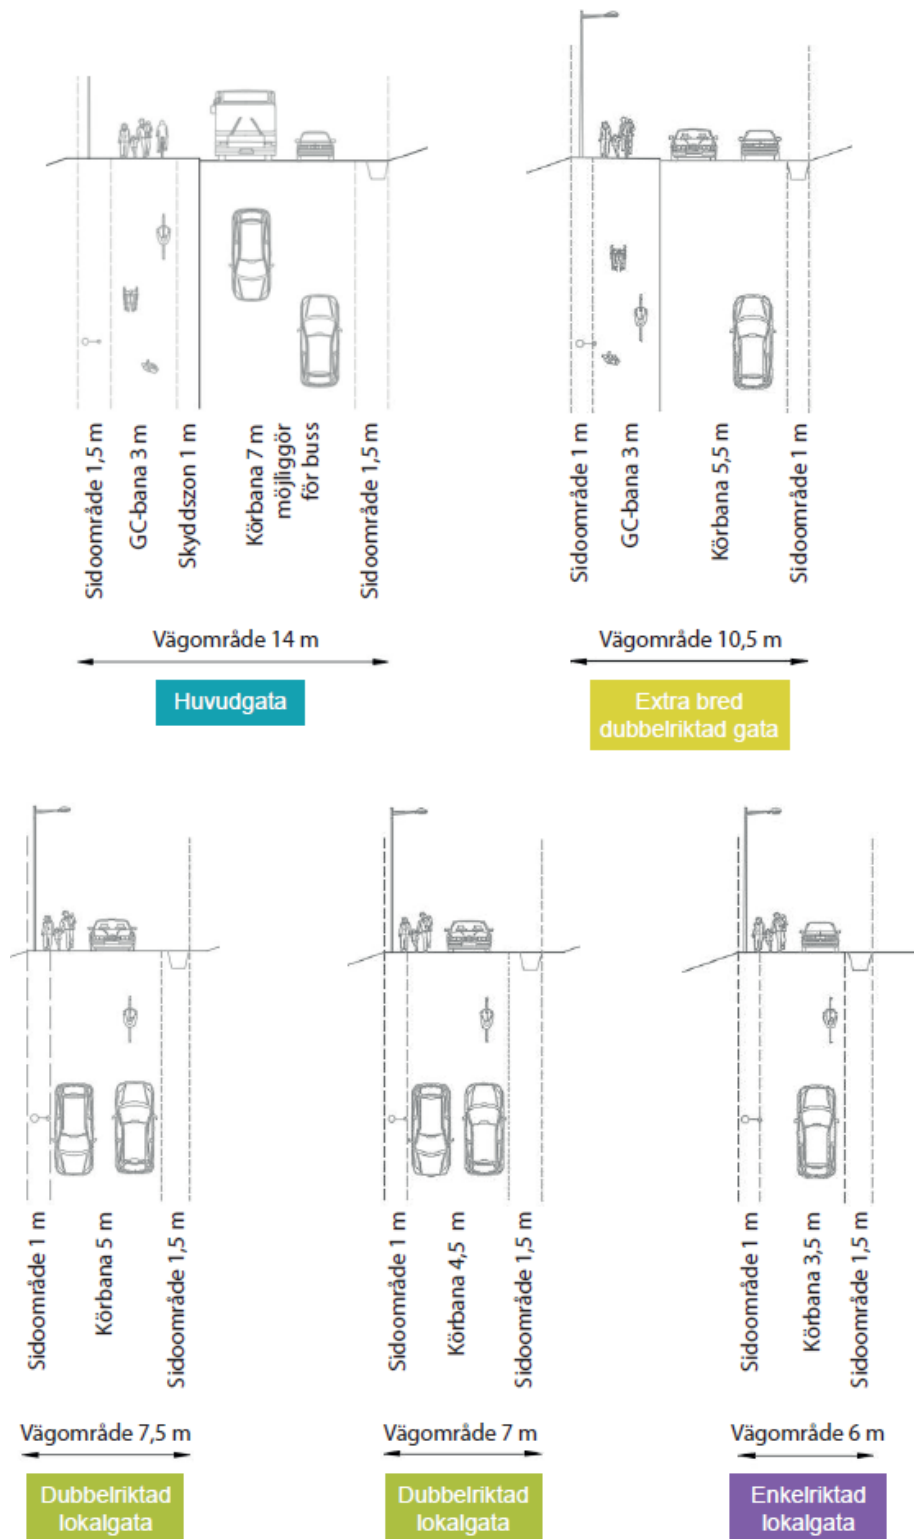 Sidoområde 1,5 m
GC-bana 3 m
Skyddszon 1 m
Körbana 7 m
möjliggör
för buss
Sidoområde 1,5 m
Vägområde 14 m
Huvudgata
Sidoområde 1 m
GC-bana 3 m
Körbana 5,5 m
Sidoområde 1 m
Vägområde 10,5 m
Extra bred
dubbelriktad gata
Sidoområde 1 m
Körbana 5 m
Sidoområde 1,5 m
Vägområde 7,5 m
Dubbelriktad
lokalgata
Sidoområde 1 m
Körbana 4,5 m
Sidoområde 1,5 m
Vägområde 7 m
Dubbelriktad
lokalgata
Sidoområde 1 m
Körbana 3,5 m
Sidoområde 1,5 m
Vägområde 6 m
Enkelriktad
lokalgata